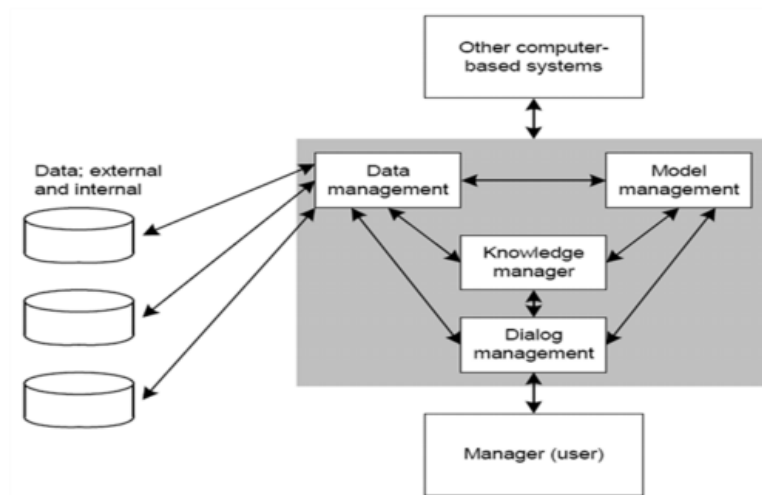 Other computer-
based systems
Data; external
and internal
Data
management
Model
management
Knowledge
manager
Dialog
management
Manager (user)